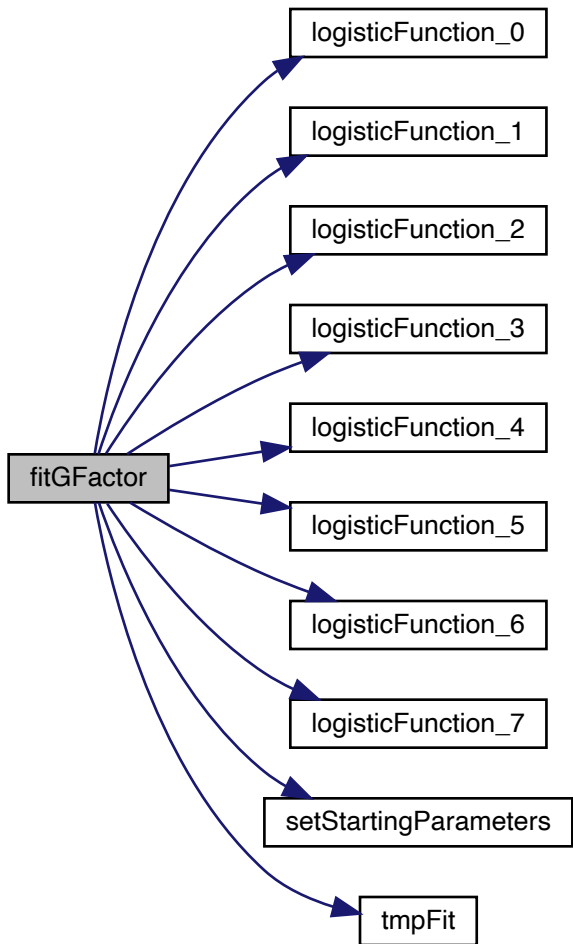 logisticFunction_0
logisticFunction_1
logisticFunction_2
logisticFunction_3
logisticFunction_4
fitGFactor
logisticFunction_5
logisticFunction_6
logisticFunction_7
setStartingParameters
tmpFit